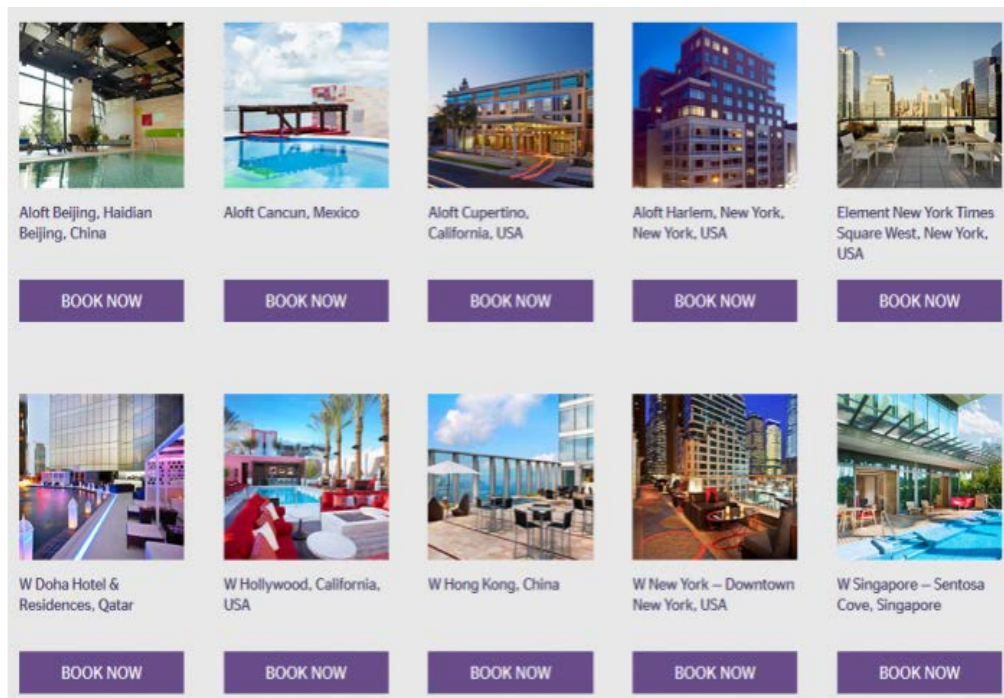 Aloft Beijing, Haidian
Beijing, China
Aloft Cancun, Mexico
Aloft Cupertino,
California, USA
Aloft Harlem, New York,
New York, USA
Element New York Times
Square West, New York,
USA
BOOK NOW
BOOK NOW
BOOK NOW
BOOK NOW
BOOK NOW
W Doha Hotel &
Residences, Qatar
W Hollywood, California,
USA
W Hong Kong, China
W New York – Downtown
New York, USA
W Singapore – Sentosa
Cove, Singapore
BOOK NOW
BOOK NOW
BOOK NOW
BOOK NOW
BOOK NOW